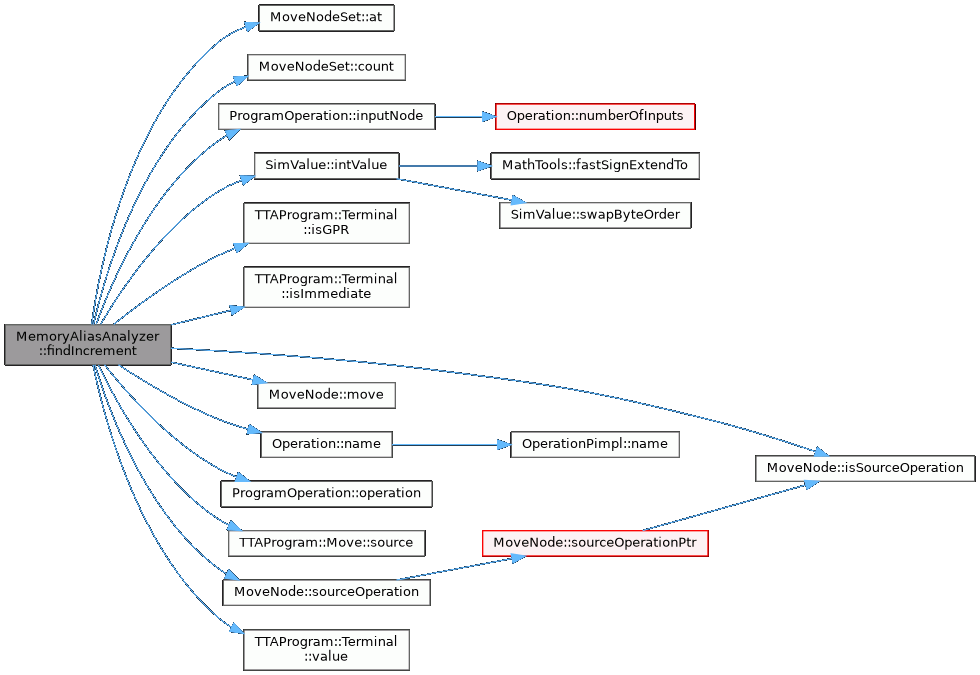 MoveNodeSet::at
MoveNodeSet::count
ProgramOperation::inputNode
Operation::numberOfInputs
SimValue::intValue
MathTools::fastSignExtendTo
SimValue::swapByteOrder
TTAProgram::Terminal
::isGPR
TTAProgram::Terminal
::isImmediate
MemoryAliasAnalyzer
::findIncrement
MoveNode::move
Operation::name
OperationPimpl::name
MoveNode::isSourceOperation
ProgramOperation::operation
TTAProgram::Move::source
MoveNode::sourceOperationPtr
MoveNode::sourceOperation
TTAProgram::Terminal
::value